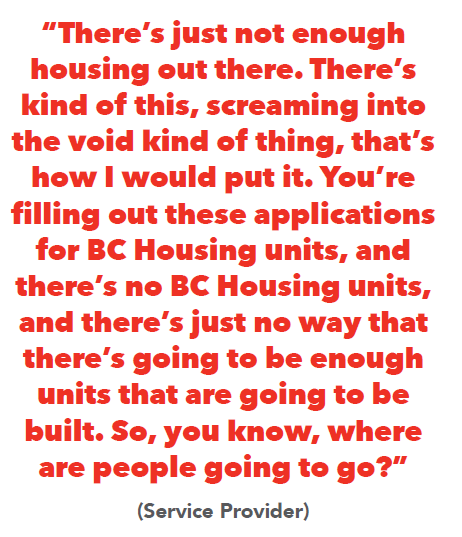 “There’s just not enough
housing out there. There’s
kind of this, screaming into
the void kind of thing, that’s
how I would put it. You’re
filling out these applications
for BC Housing units, and
there’s no BC Housing units,
and there’s just no way that
there’s going to be enough
units that are going to be
built. So, you know, where
are people going to go?”
(Service Provider)